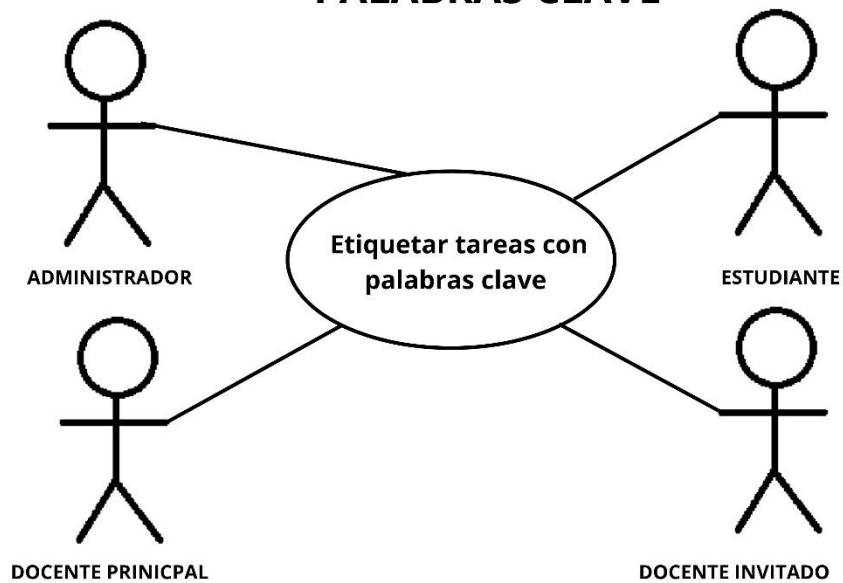 PALABRAS CLAVE
Etiquetar tareas con
palabras clave
ADMINISTRADOR
ESTUDIANTE
DOCENTE PRINICPAL
DOCENTE INVITADO